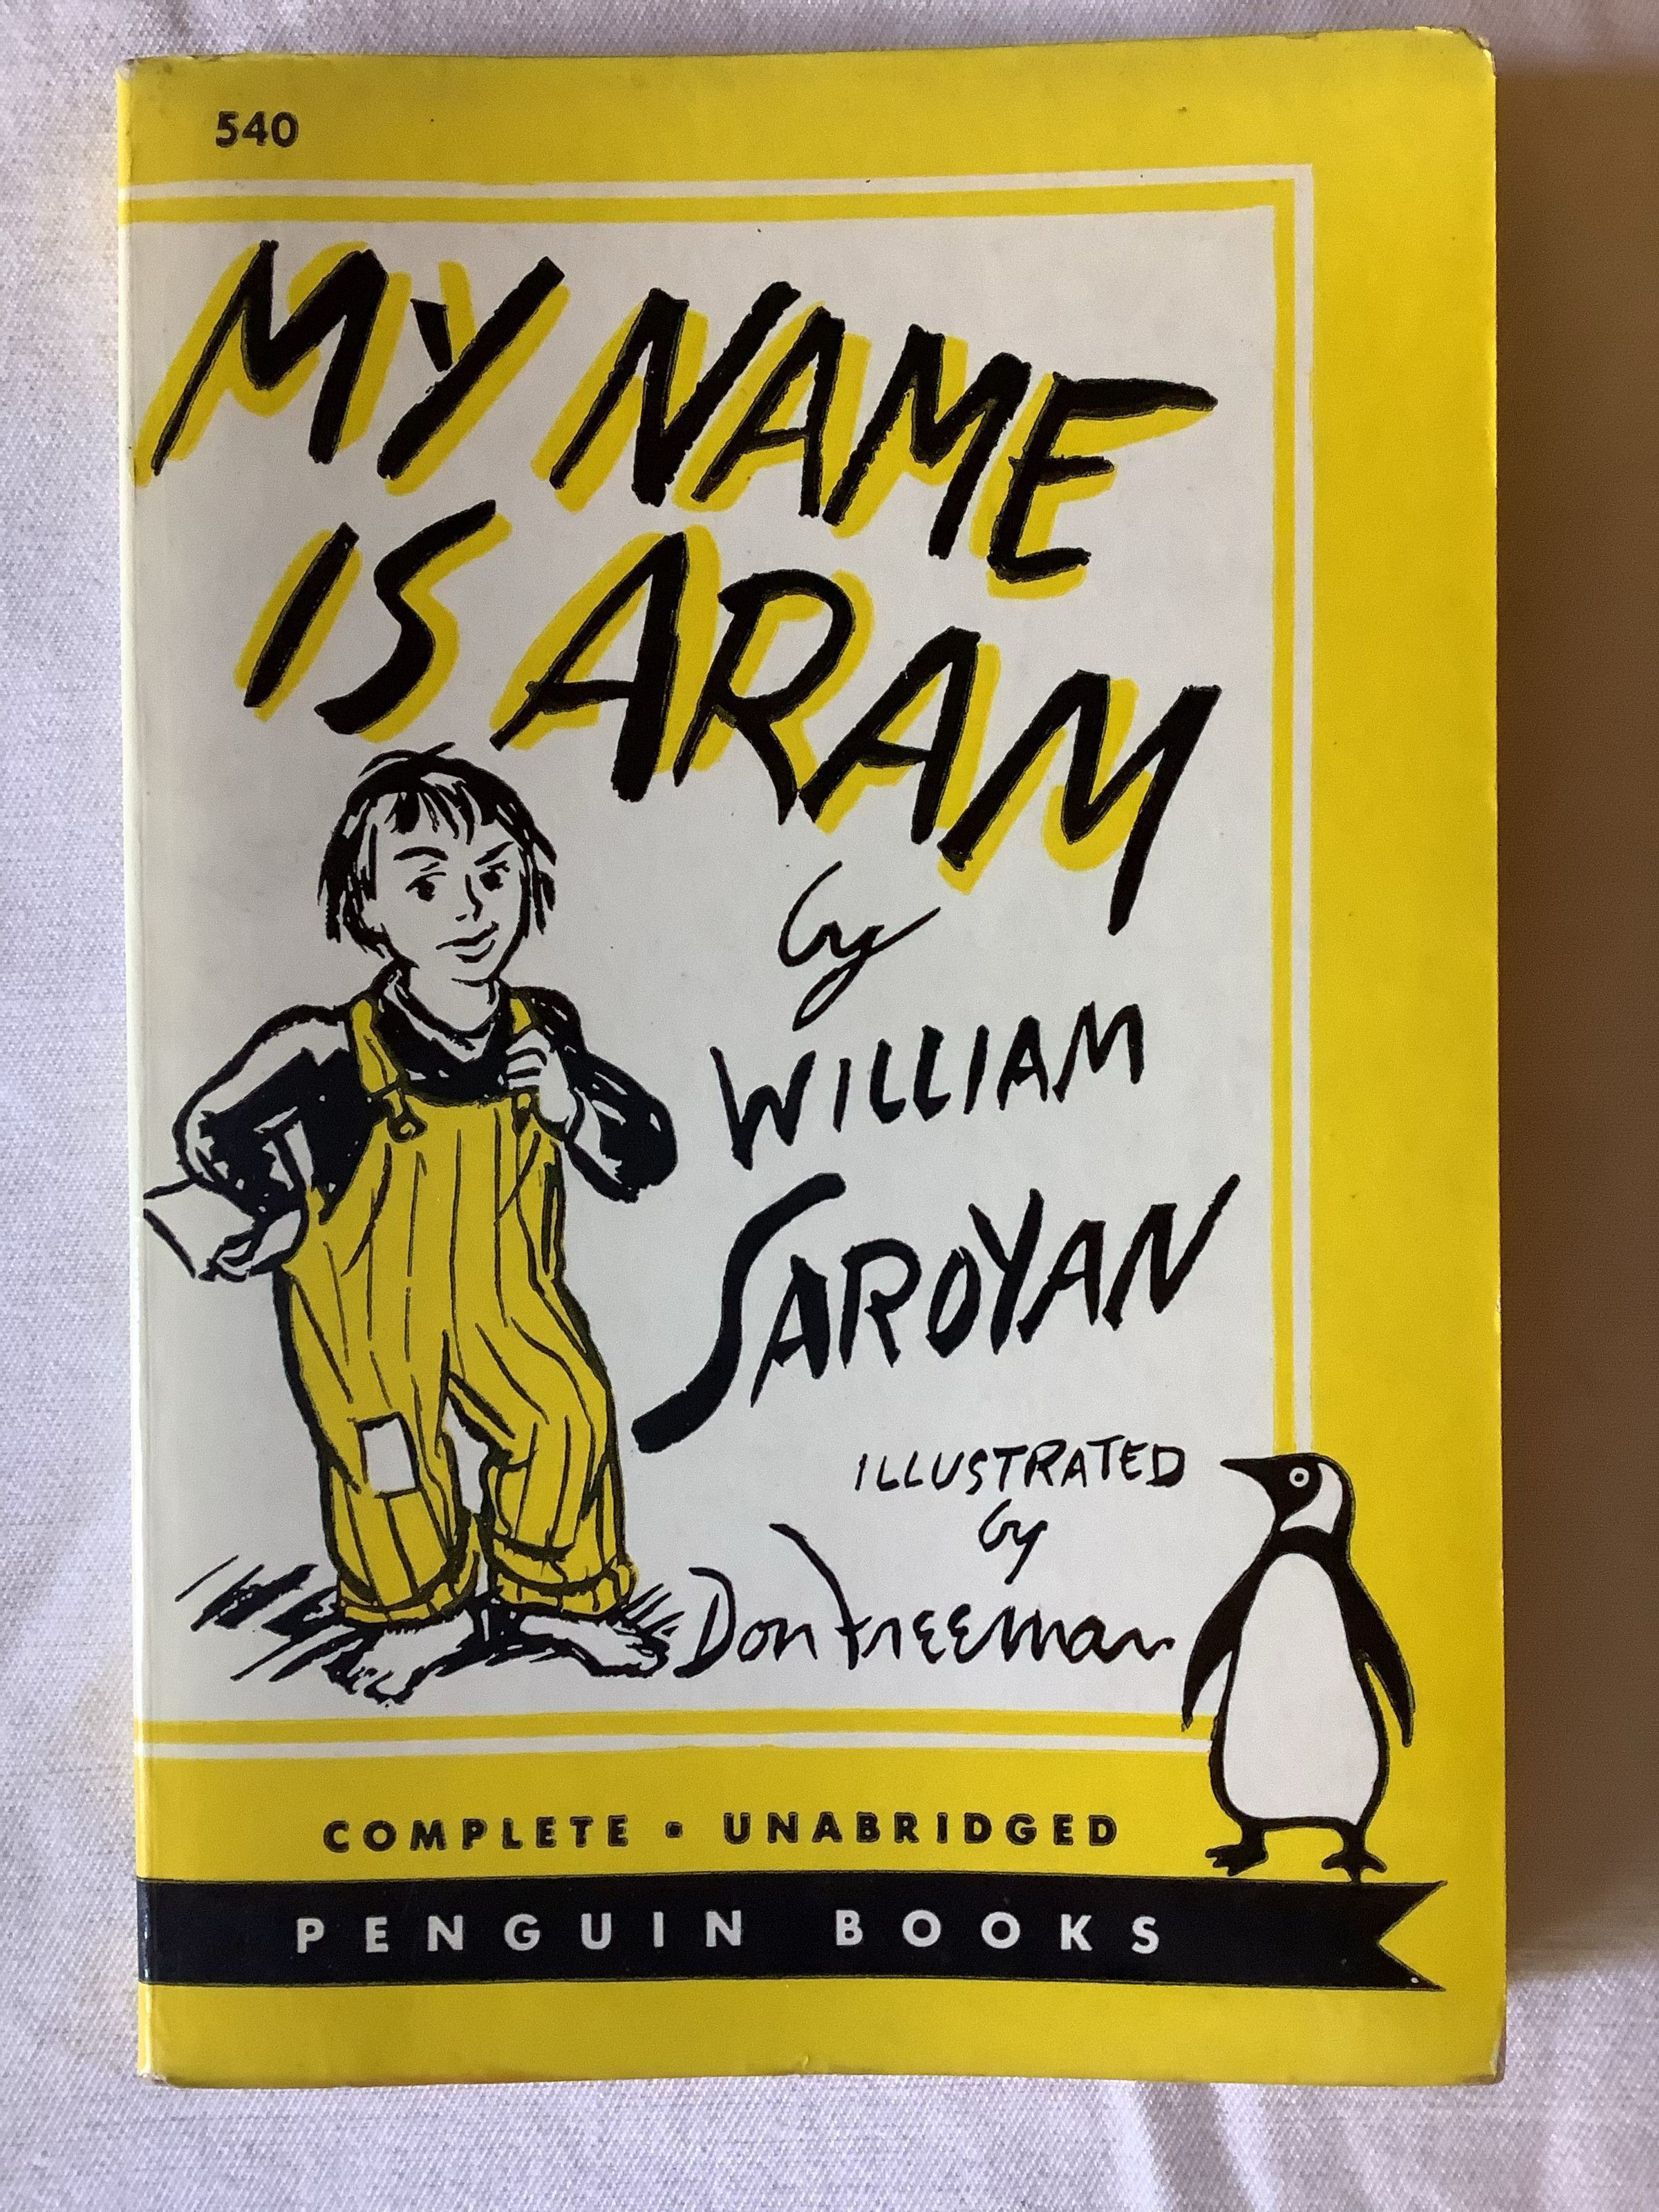 540
MY NAME
IS ARAM
by
WILLIAM
SAROYAN
ILLUSTRATED
by
Don Freeman
COMPLETE • UNABRIDGED
PENGUIN BOOKS